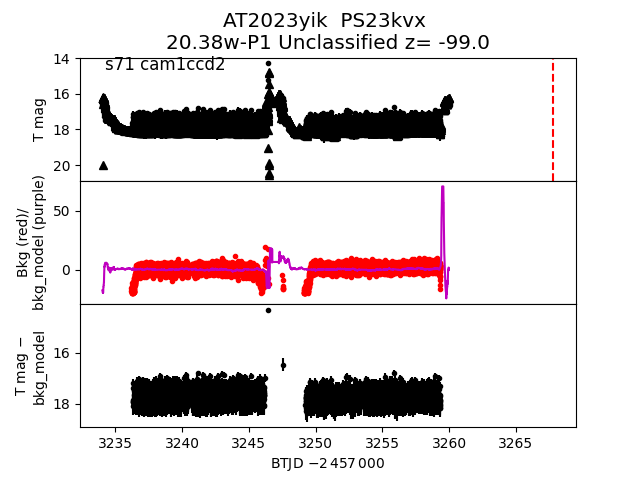 AT2023yik  PS23kvx
20.38w-P1 Unclassified z= -99.0
s71 cam1ccd2
T mag
14
16
18
20
Bkg (red)/
bkg_model (purple)
50
0
T mag −
bkg_model
16
18
3235 3240 3245 3250 3255 3260 3265
BTJD −2 457 000